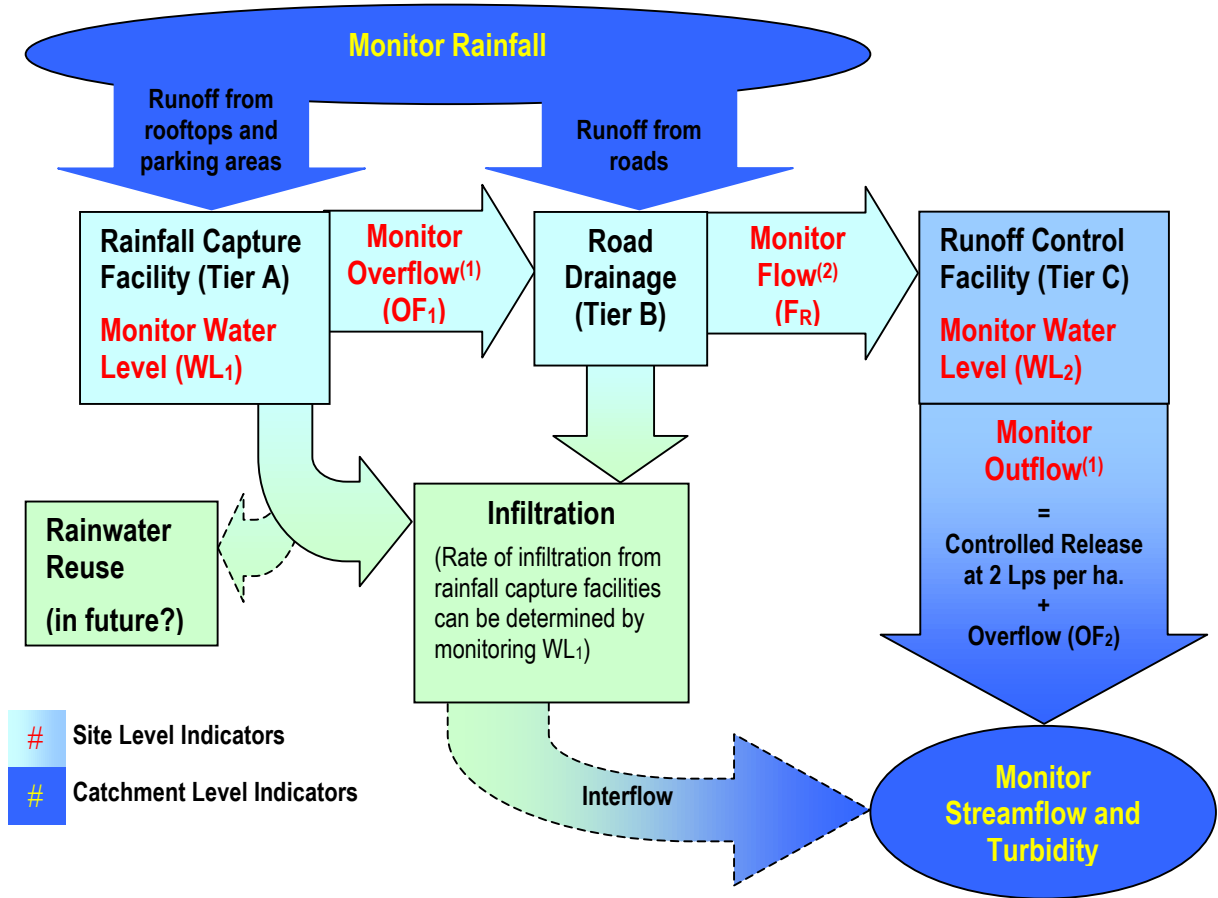 Monitor Rainfall
Runoff from
rooftops and
parking areas
Runoff from
roads
Rainfall Capture
Facility (Tier A)
Monitor Water
Level (WL₁)
Monitor
Overflow⁽¹⁾
(OF₁)
Road
Drainage
(Tier B)
Monitor
Flow⁽²⁾
(F_R)
Runoff Control
Facility (Tier C)
Monitor Water
Level (WL₂)
Monitor
Outflow⁽¹⁾
=
Controlled Release
at 2 Lps per ha.
+
Overflow (OF₂)
Rainwater
Reuse
(in future?)
Infiltration
(Rate of infiltration from
rainfall capture facilities
can be determined by
monitoring WL₁)
# Site Level Indicators
# Catchment Level Indicators
Interflow
Monitor
Streamflow and
Turbidity